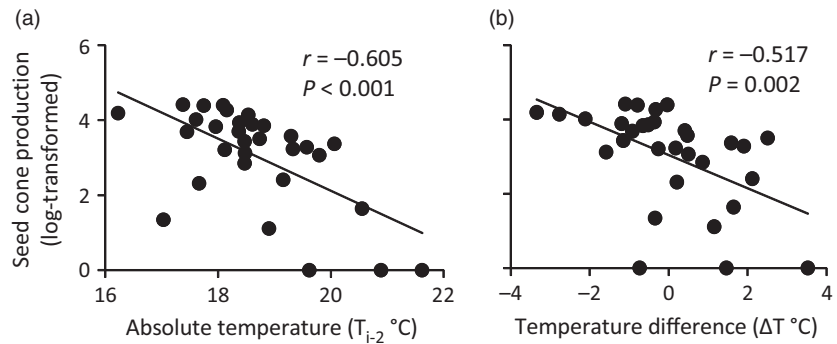 (a)
r = –0.605
P < 0.001
Seed cone production
(log-transformed)
6
4
2
0
16
18
20
22
Absolute temperature (Ti-2 °C)
(b)
r = –0.517
P = 0.002
–4
–2
0
2
4
Temperature difference (ΔT °C)